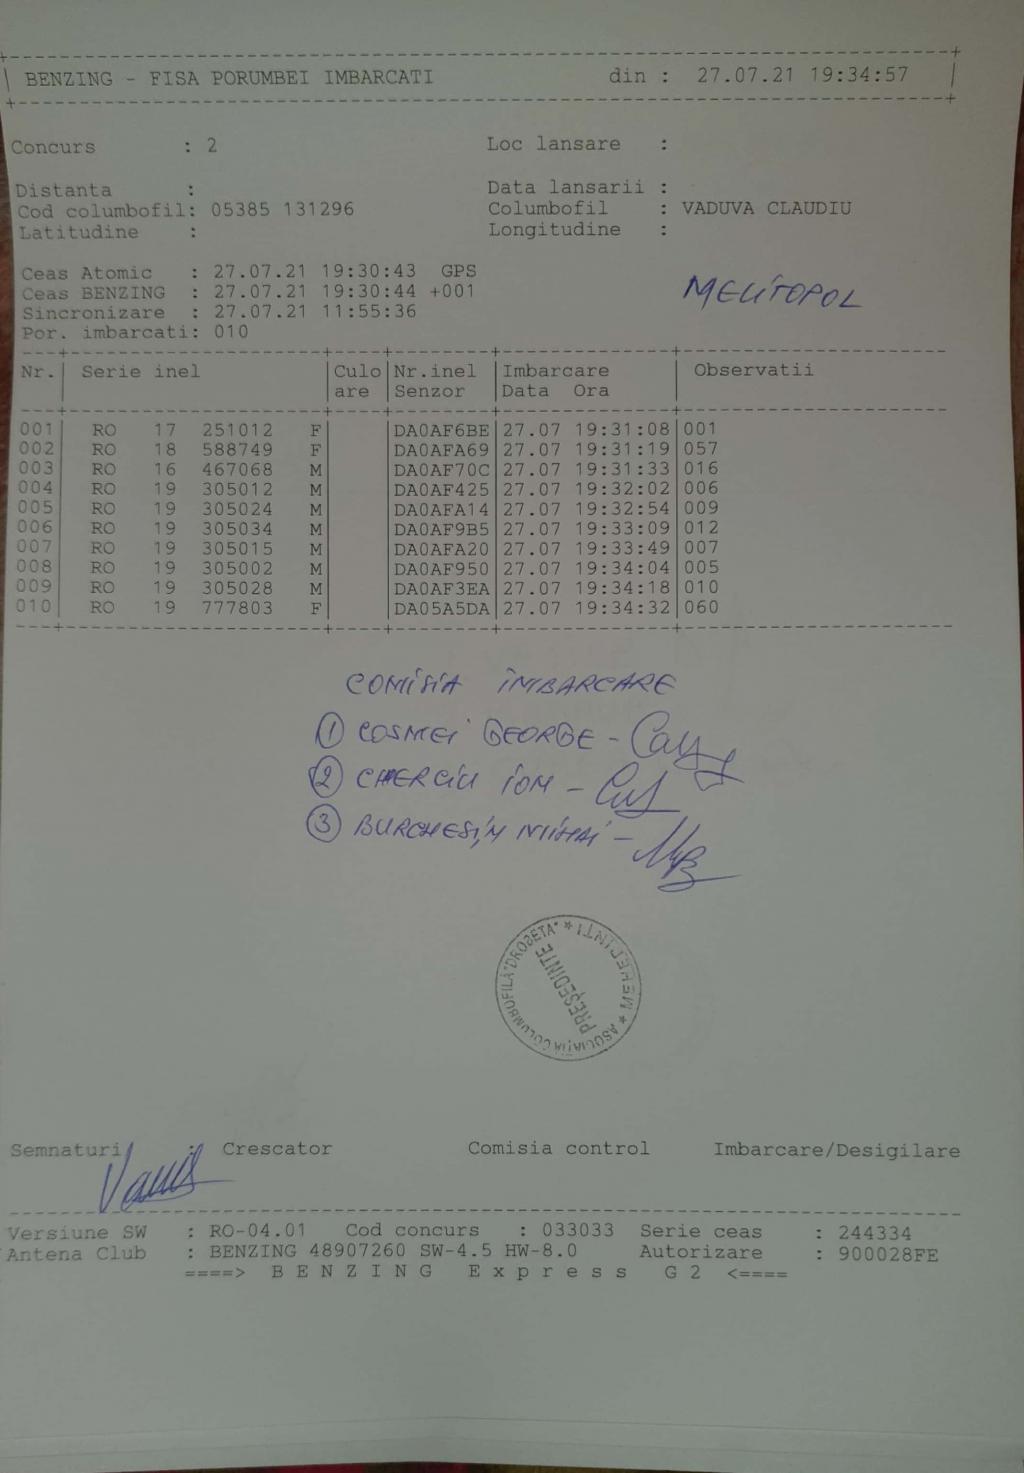 BENZING - FISA PORUMBEI IMBARCATI din : 27.07.21 19:34:57
Concurs : 2 Loc lansare :
Distanta : Data lansarii :
Cod columbofil: 05385 131296 Columbofil : VADUVA CLAUDIU
Latitudine : Longitudine :
Ceas Atomic : 27.07.21 19:30:43 GPS
Ceas BENZING : 27.07.21 19:30:44 +001
MELITOPOL
Sincronizare : 27.07.21 11:55:36
Por. imbarcati: 010
Nr. Serie inel Culo Nr.inel Imbarcare Observatii
are Senzor Data Ora
001 RO 17 251012 F DA0AF6BE 27.07 19:31:08 001
002 RO 18 588749 F DA0AFA69 27.07 19:31:19 057
003 RO 16 467068 M DA0AF70C 27.07 19:31:33 016
004 RO 19 305012 M DA0AF425 27.07 19:32:02 006
005 RO 19 305024 M DA0AFA14 27.07 19:32:54 009
006 RO 19 305034 M DA0AF9B5 27.07 19:33:09 012
007 RO 19 305015 M DA0AFA20 27.07 19:33:49 007
008 RO 19 305002 M DA0AF950 27.07 19:34:04 005
009 RO 19 305028 M DA0AF3EA 27.07 19:34:18 010
010 RO 19 777803 F DA05A5DA 27.07 19:34:32 060
COMISIA ÎMBARCARE
1 COSMEI GEORGE -
2 CHERCIU ION -
3 BURCHESIN MIHAI -
ASOCIAŢIA COLUMBOFILĂ "DROBETA" * MEHEDINTI *
PREŞEDINTE
Semnaturi Crescator Comisia control Imbarcare/Desigilare
Versiune SW : RO-04.01 Cod concurs : 033033 Serie ceas : 244334
Antena Club : BENZING 48907260 SW-4.5 HW-8.0 Autorizare : 900028FE
====> B E N Z I N G E x p r e s s G 2 <====